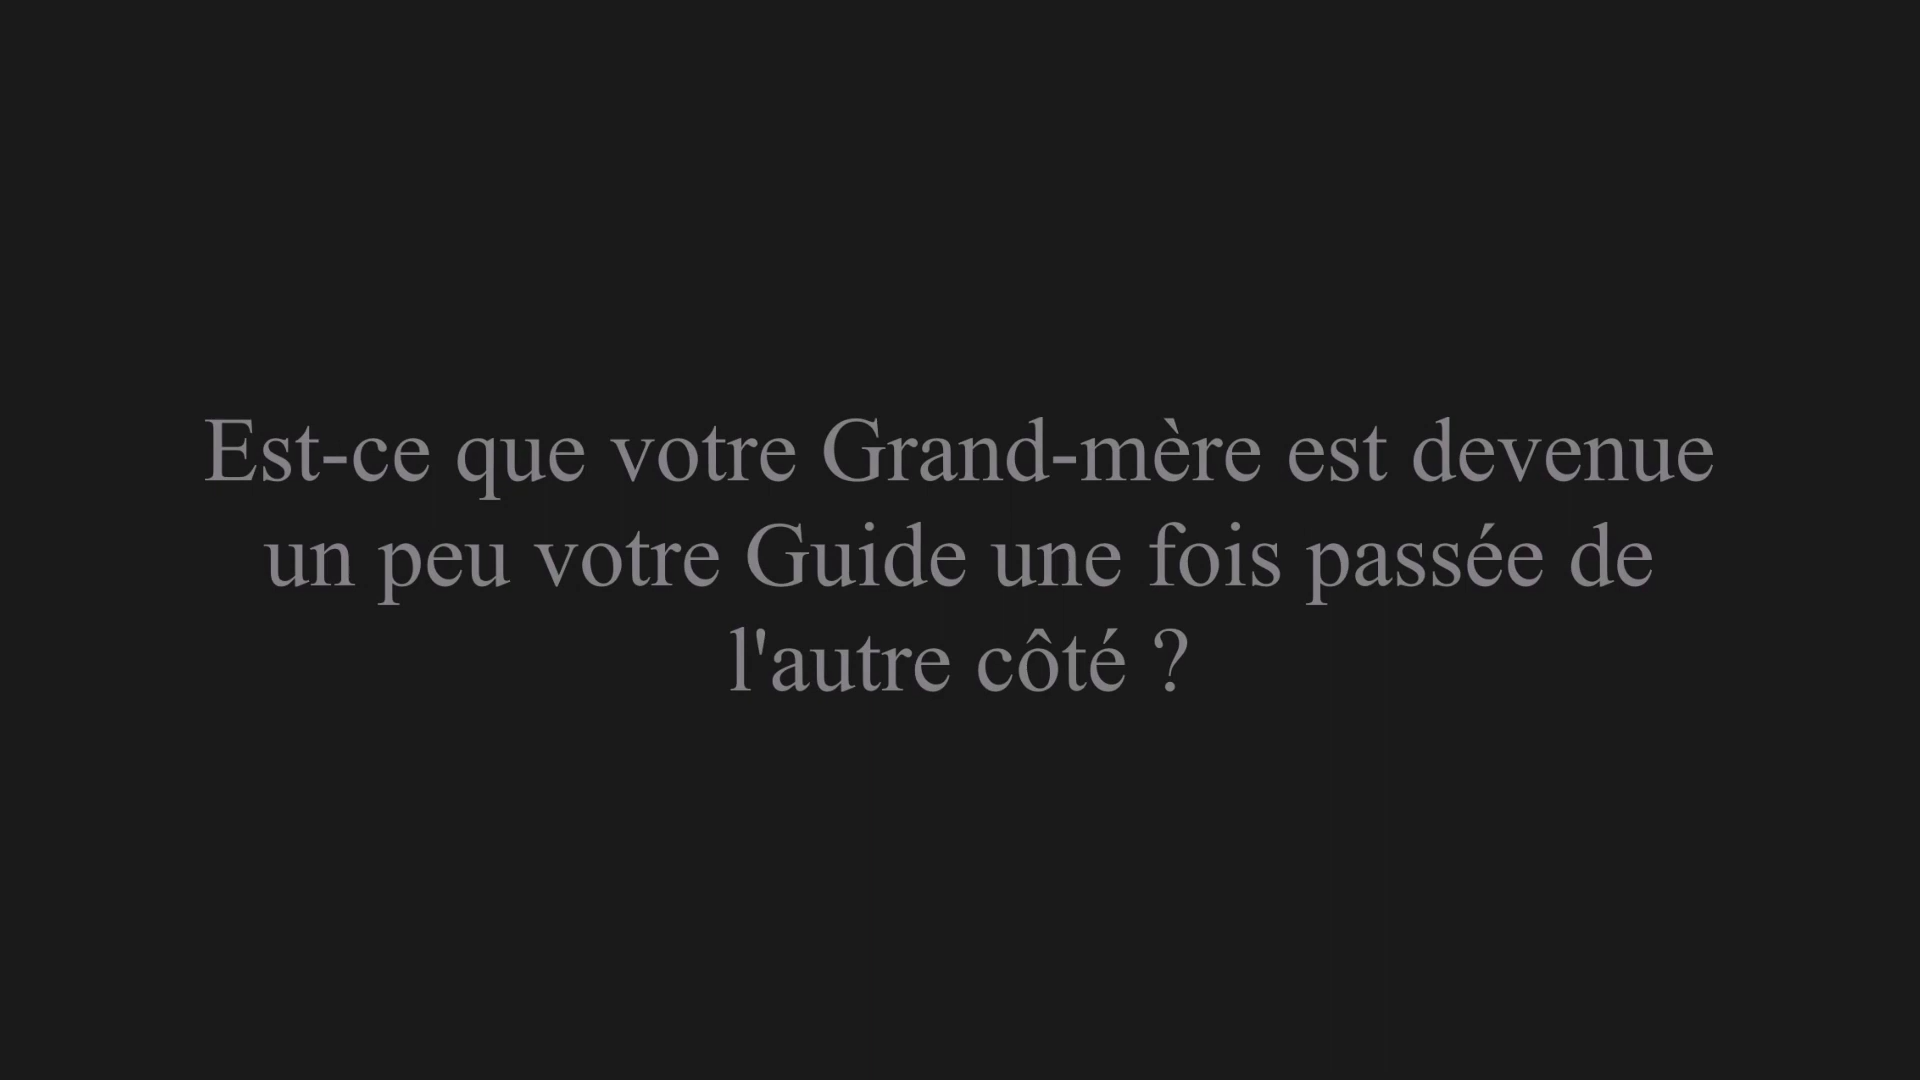 Est-ce que votre Grand-mère est devenue
un peu votre Guide une fois passée de
l'autre côté ?